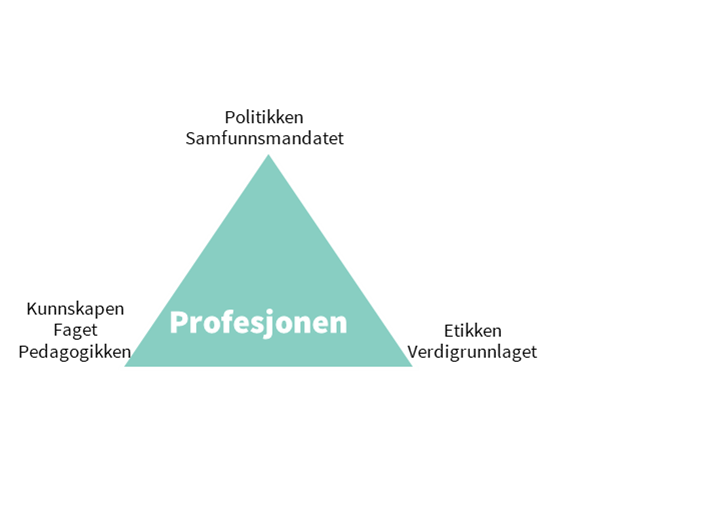 Politikken
Samfunnsmandatet
Kunnskapen
Faget
Pedagogikken
Profesjonen
Etikken
Verdigrunnlaget